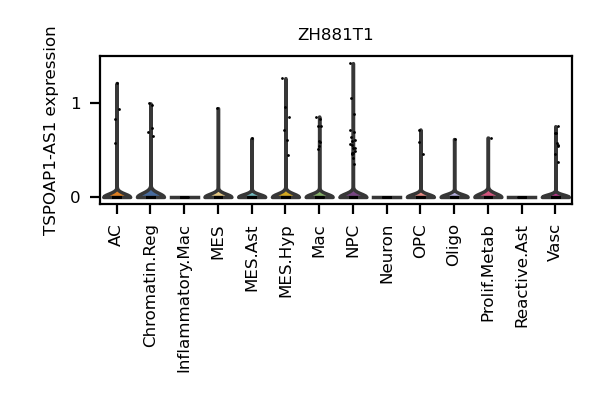 ZH881T1
TSPOAP1-AS1 expression
1
0
AC
Chromatin.Reg
Inflammatory.Mac
MES
MES.Ast
MES.Hyp
Mac
NPC
Neuron
OPC
Oligo
Prolif.Metab
Reactive.Ast
Vasc